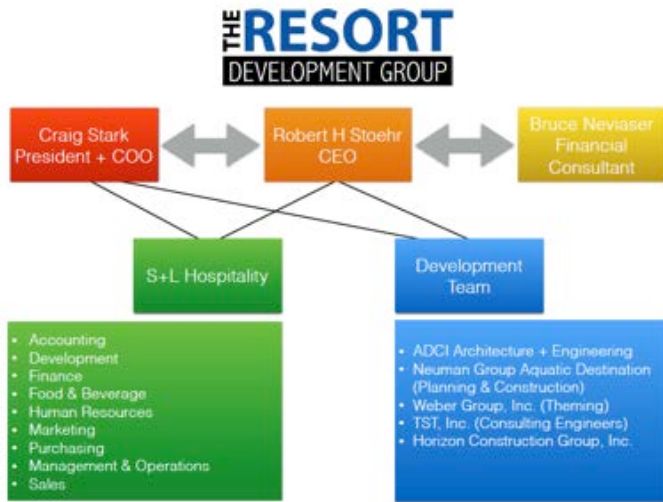 THE RESORT
DEVELOPMENT GROUP
Craig Stark
President + COO
Robert H Stoehr
CEO
Bruce Neviaser
Financial
Consultant
S+L Hospitality
Development
Team
• Accounting
• Development
• Finance
• Food & Beverage
• Human Resources
• Marketing
• Purchasing
• Management & Operations
• Sales
• ADCI Architecture + Engineering
• Neuman Group Aquatic Destination
(Planning & Construction)
• Weber Group, Inc. (Theming)
• TST, Inc. (Consulting Engineers)
• Horizon Construction Group, Inc.